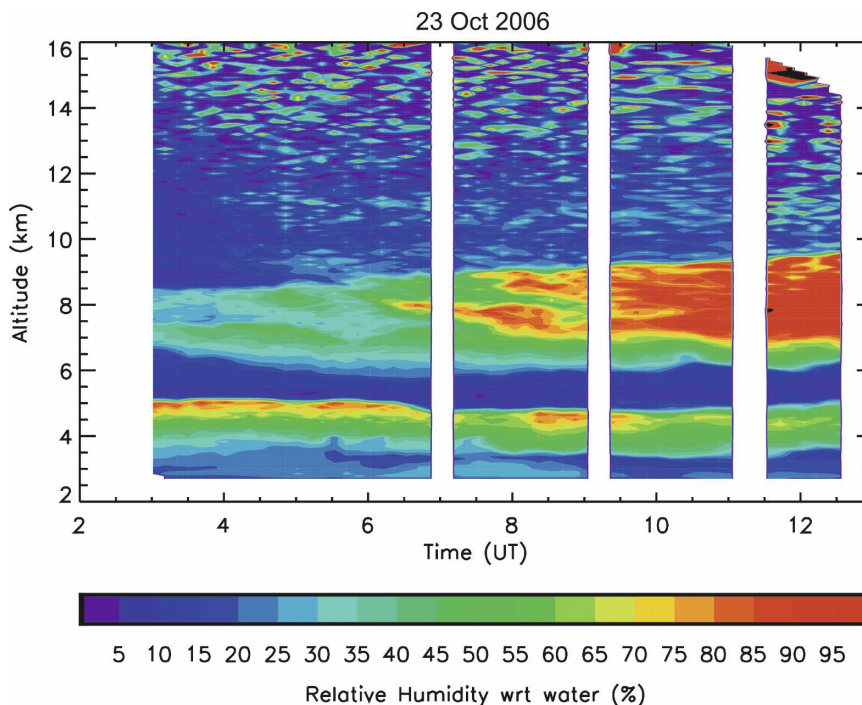 23 Oct 2006
16
14
12
10
8
6
4
2
Altitude (km)
2 4 6 8 10 12
Time (UT)
5 10 15 20 25 30 35 40 45 50 55 60 65 70 75 80 85 90 95
Relative Humidity wrt water (%)